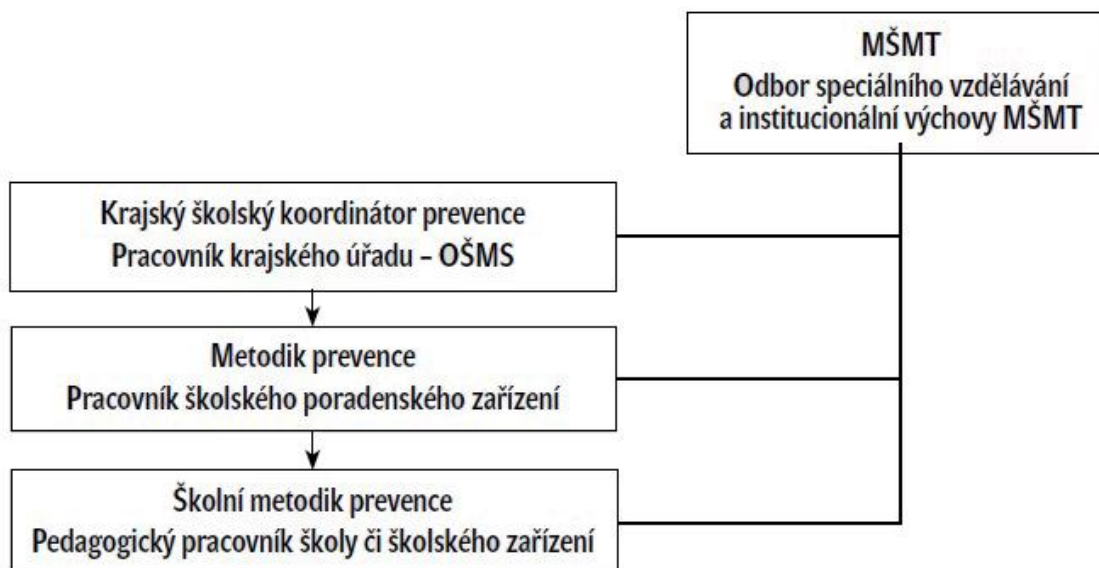 MŠMT
Odbor speciálního vzdělávání
a institucionální výchovy MŠMT
Krajský školský koordinátor prevence
Pracovník krajského úřadu – OŠMS
Metodik prevence
Pracovník školského poradenského zařízení
Školní metodik prevence
Pedagogický pracovník školy či školského zařízení